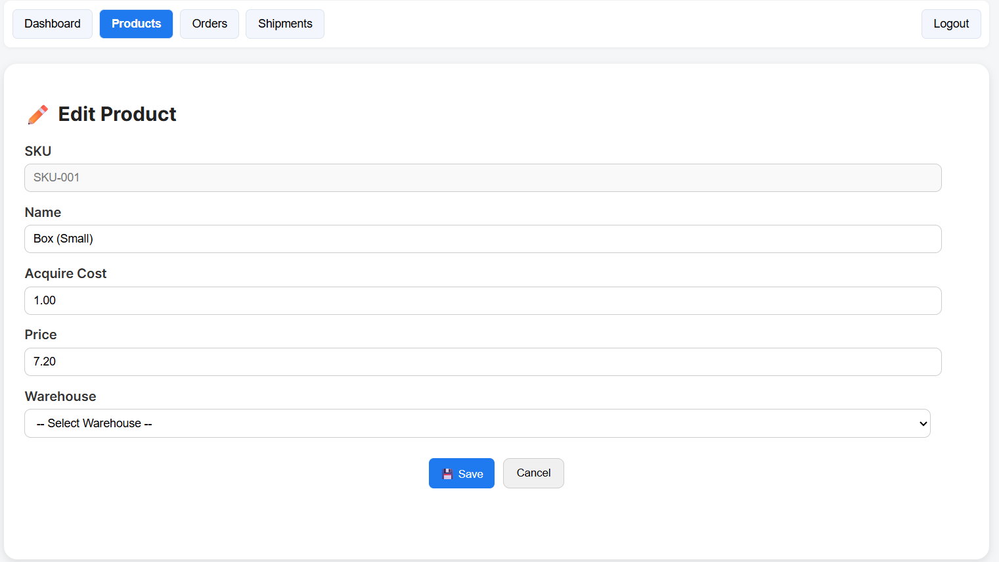 Dashboard Products Orders Shipments Logout
Edit Product
SKU
SKU-001
Name
Box (Small)
Acquire Cost
1.00
Price
7.20
Warehouse
-- Select Warehouse --
Save Cancel